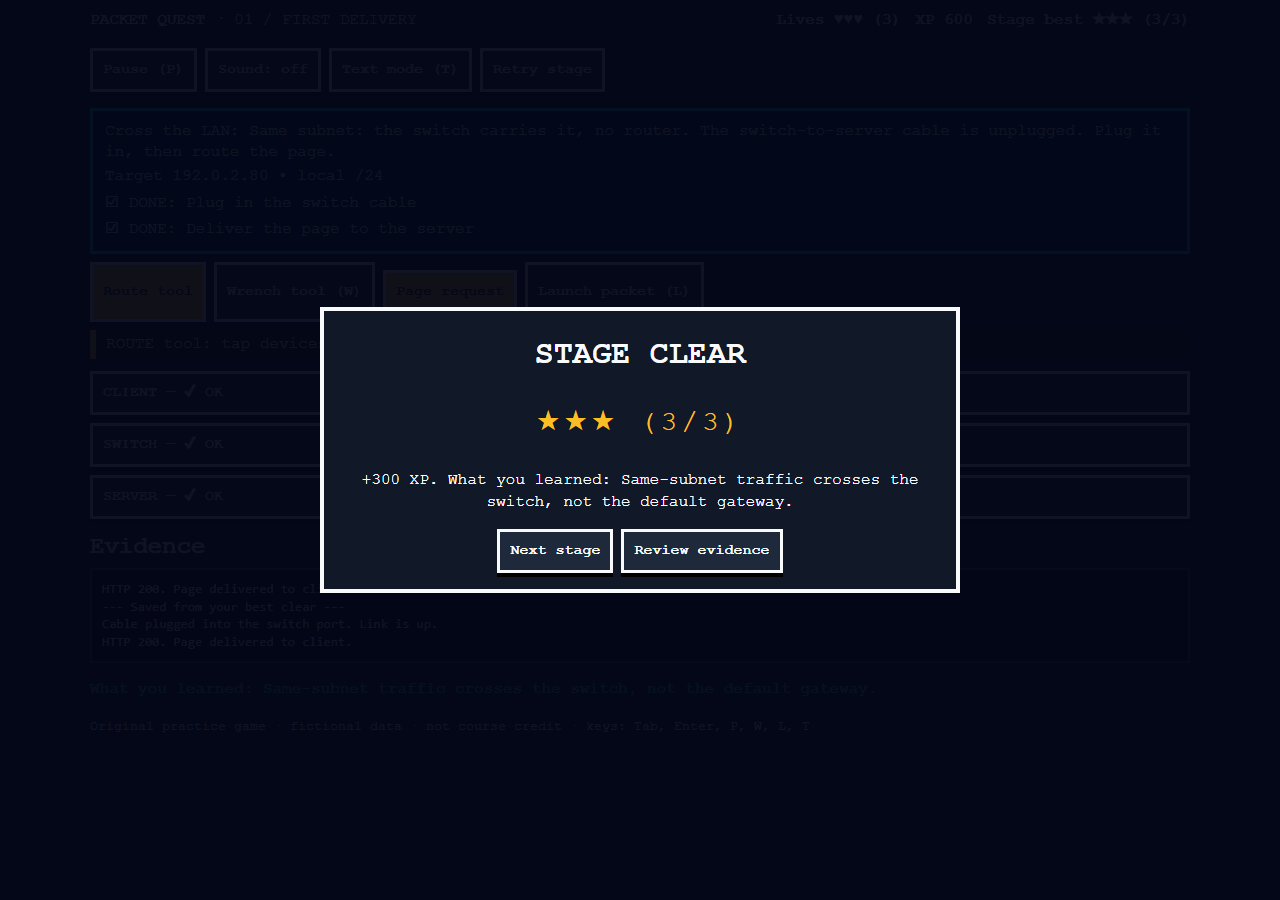 PACKET QUEST · 01 / FIRST DELIVERY
Lives ♥♥♥ (3) XP 600 Stage best ★★★ (3/3)
Pause (P) Sound: off Text mode (T) Retry stage
Cross the LAN: Same subnet: the switch carries it, no router. The switch-to-server cable is unplugged. Plug it
in, then route the page.
Target 192.0.2.80 • local /24
☑ DONE: Plug in the switch cable
☑ DONE: Deliver the page to the server
Route tool Wrench tool (W) Page request Launch packet (L)
ROUTE tool: tap device
CLIENT — ✔ OK
SWITCH — ✔ OK
SERVER — ✔ OK
STAGE CLEAR
★★★ (3/3)
+300 XP. What you learned: Same-subnet traffic crosses the
switch, not the default gateway.
Next stage Review evidence
Evidence
HTTP 200. Page delivered to cl
--- Saved from your best clear ---
Cable plugged into the switch port. Link is up.
HTTP 200. Page delivered to client.
What you learned: Same-subnet traffic crosses the switch, not the default gateway.
Original practice game · fictional data · not course credit · keys: Tab, Enter, P, W, L, T